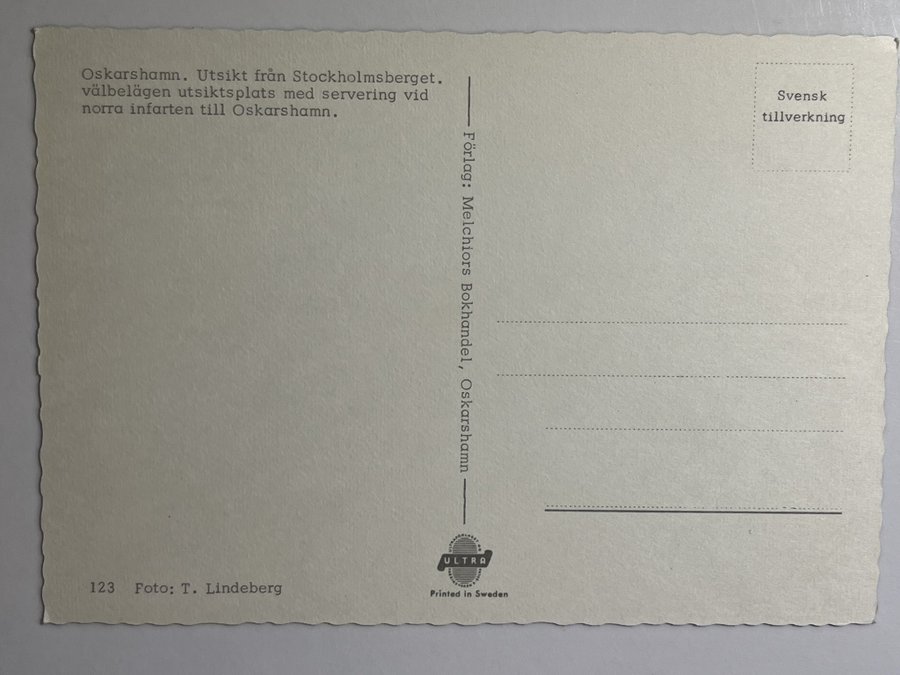 Oskarshamn. Utsikt från Stockholmsberget.
välbelägen utsiktsplats med servering vid
norra infarten till Oskarshamn.
Förlag: Melchiors Bokhandel, Oskarshamn
Svensk
tillverkning
123 Foto: T. Lindeberg
ULTRA
Printed in Sweden